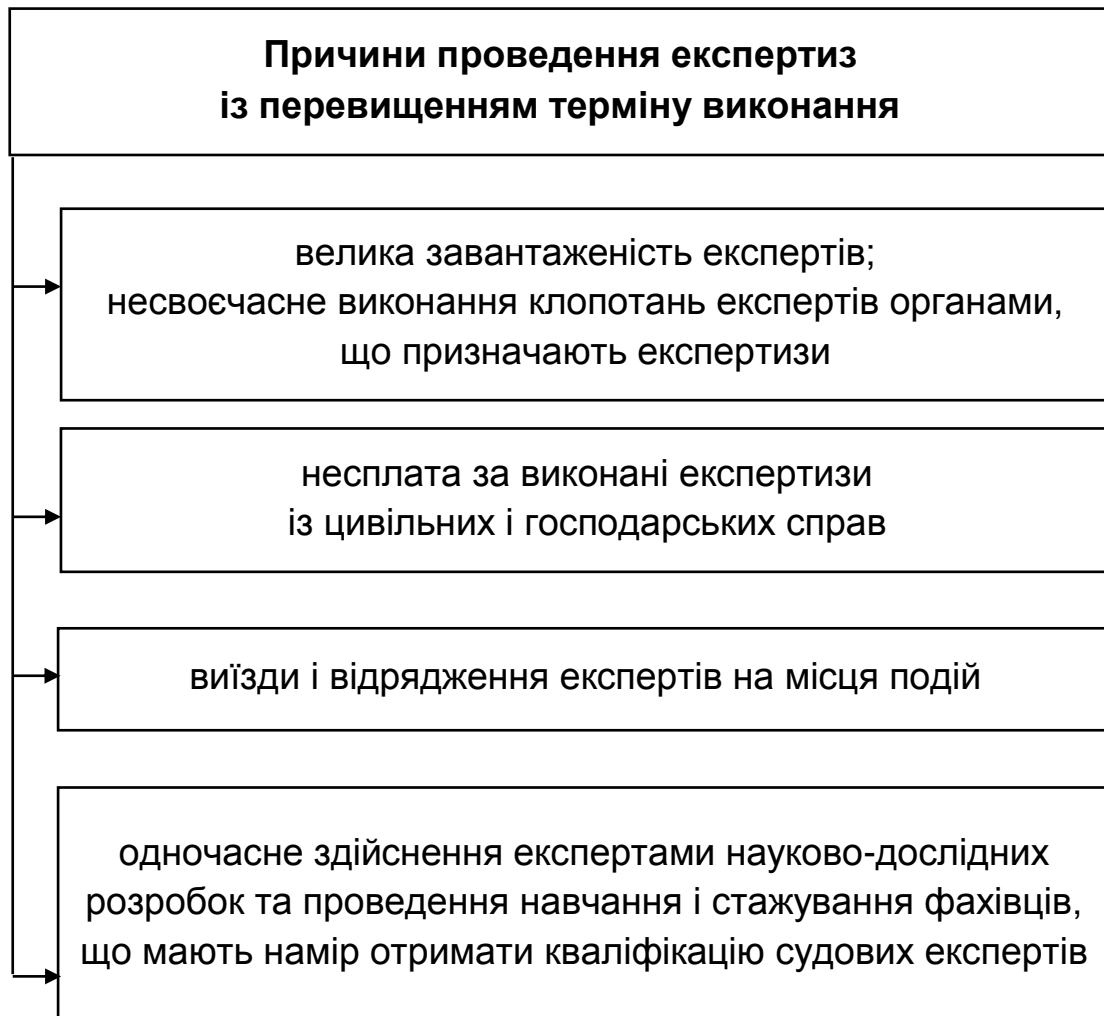 Причини проведення експертиз
із перевищенням терміну виконання
велика завантаженість експертів;
несвоєчасне виконання клопотань експертів органами,
що призначають експертизи
несплата за виконані експертизи
із цивільних і господарських справ
виїзди і відрядження експертів на місця подій
одночасне здійснення експертами науково-дослідних
розробок та проведення навчання і стажування фахівців,
що мають намір отримати кваліфікацію судових експертів